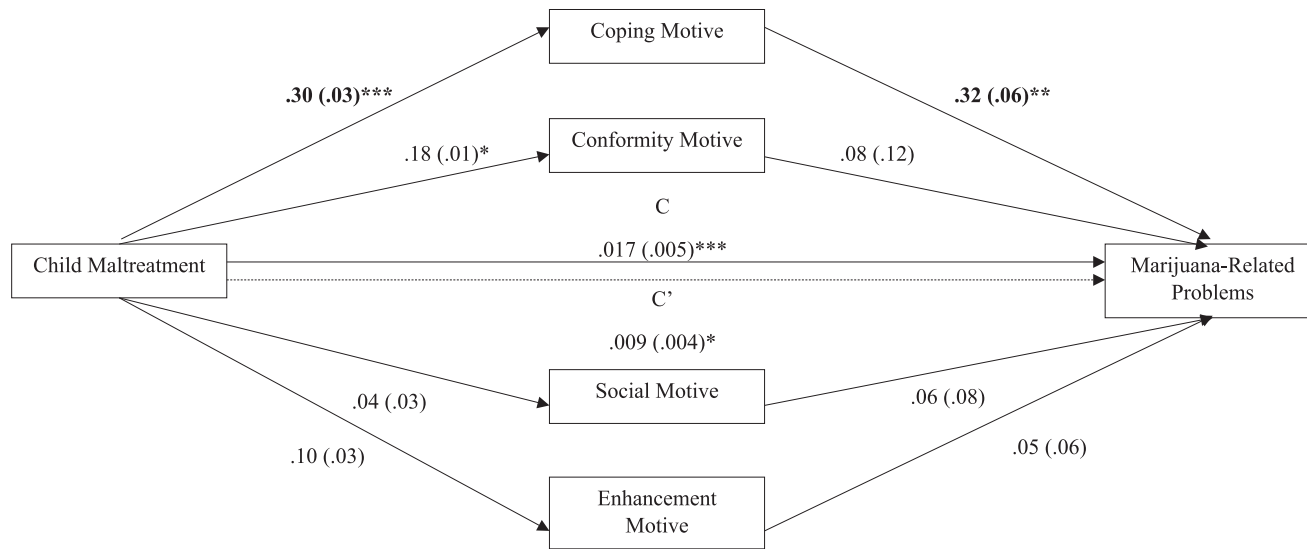 Coping Motive
.30 (.03)***
.32 (.06)**
Conformity Motive
.18 (.01)*
.08 (.12)
C
.017 (.005)***
Child Maltreatment
Marijuana-Related
Problems
C’
.009 (.004)*
Social Motive
.04 (.03)
.06 (.08)
.10 (.03)
.05 (.06)
Enhancement
Motive